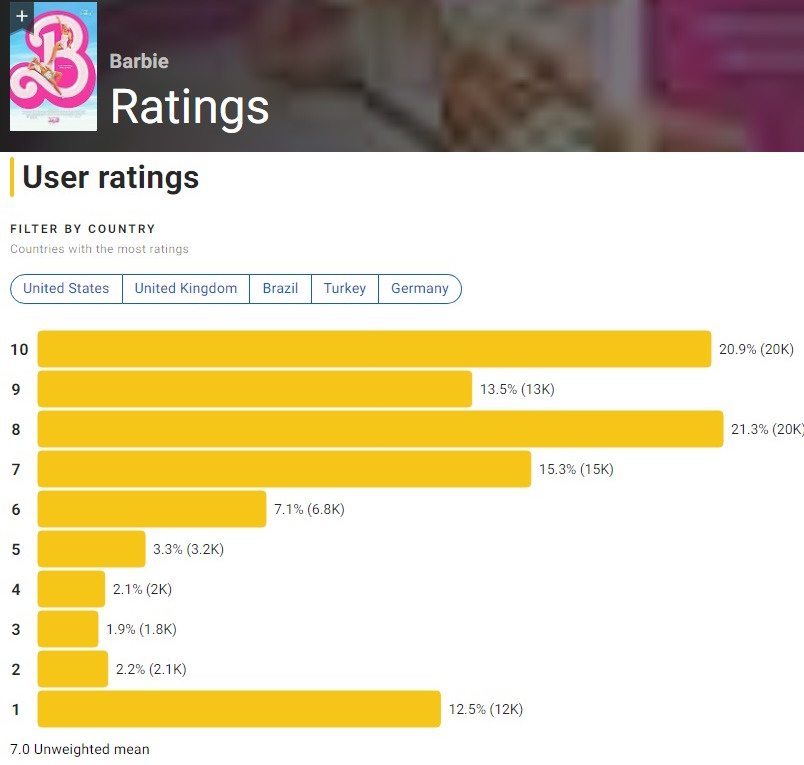 +
Barbie
Ratings
User ratings
FILTER BY COUNTRY
Countries with the most ratings
United States United Kingdom Brazil Turkey Germany
10 20.9% (20K)
9 13.5% (13K)
8 21.3% (20K)
7 15.3% (15K)
6 7.1% (6.8K)
5 3.3% (3.2K)
4 2.1% (2K)
3 1.9% (1.8K)
2 2.2% (2.1K)
1 12.5% (12K)
7.0 Unweighted mean